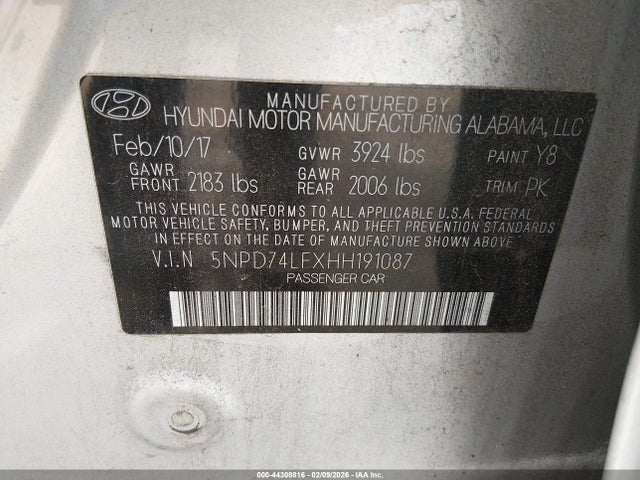 MANUFACTURED BY
HYUNDAI MOTOR MANUFACTURING ALABAMA, LLC
Feb/10/17 GVWR 3924 lbs PAINT Y8
GAWR FRONT 2183 lbs GAWR REAR 2006 lbs TRIM PK
THIS VEHICLE CONFORMS TO ALL APPLICABLE U.S.A. FEDERAL
MOTOR VEHICLE SAFETY, BUMPER, AND THEFT PREVENTION
STANDARDS IN EFFECT ON THE DATE OF MANUFACTURE SHOWN ABOVE.
V.I.N 5NPD74LFXHH191087
PASSENGER CAR
000-44308816 - 02/09/2026 - IAA Inc.